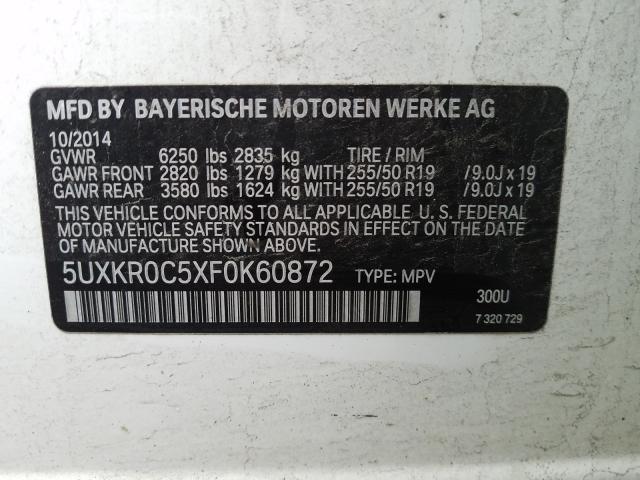 MFD BY BAYERISCHE MOTOREN WERKE AG
10/2014
GVWR 6250 lbs 2835 kg TIRE / RIM
GAWR FRONT 2820 lbs 1279 kg WITH 255/50 R19 /9.0J x 19
GAWR REAR 3580 lbs 1624 kg WITH 255/50 R19 /9.0J x 19
THIS VEHICLE CONFORMS TO ALL APPLICABLE U. S. FEDERAL
MOTOR VEHICLE SAFETY STANDARDS IN EFFECT ON THE DATE
OF MANUFACTURE SHOWN ABOVE.
5UXKR0C5XF0K60872 TYPE: MPV
300U
7 320 729